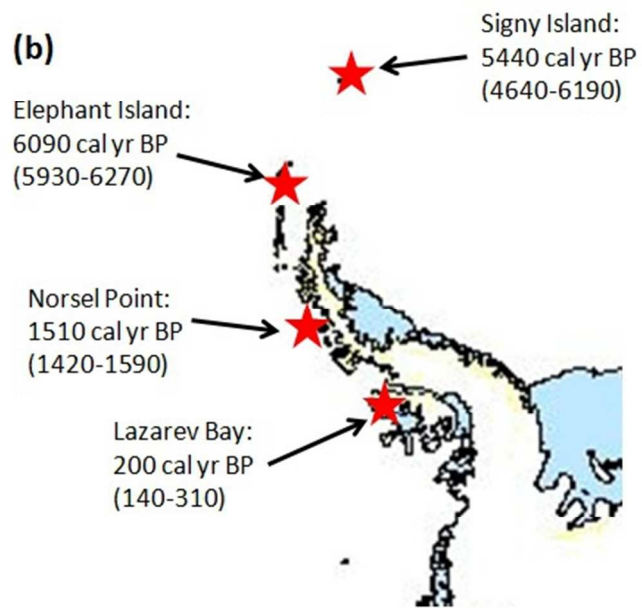 (b)
Signy Island:
5440 cal yr BP
(4640-6190)
Elephant Island:
6090 cal yr BP
(5930-6270)
Norsel Point:
1510 cal yr BP
(1420-1590)
Lazarev Bay:
200 cal yr BP
(140-310)